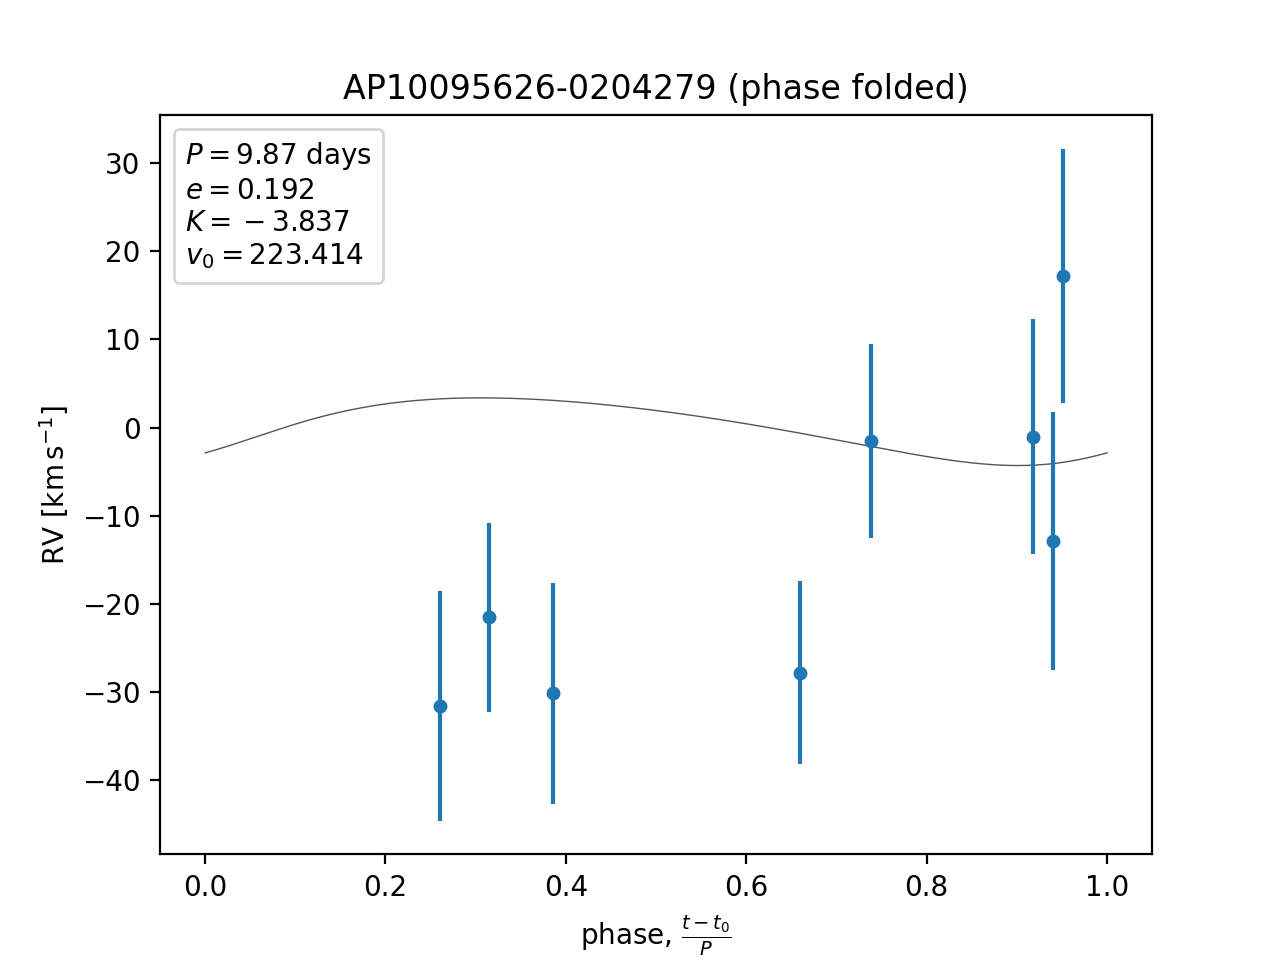 AP10095626-0204279 (phase folded)
P = 9.87 days
e = 0.192
K = −3.837
v₀ = 223.414
30
20
10
0
−10
−20
−30
−40
RV [km s⁻¹]
0.0 0.2 0.4 0.6 0.8 1.0
phase, (t − t₀)/P